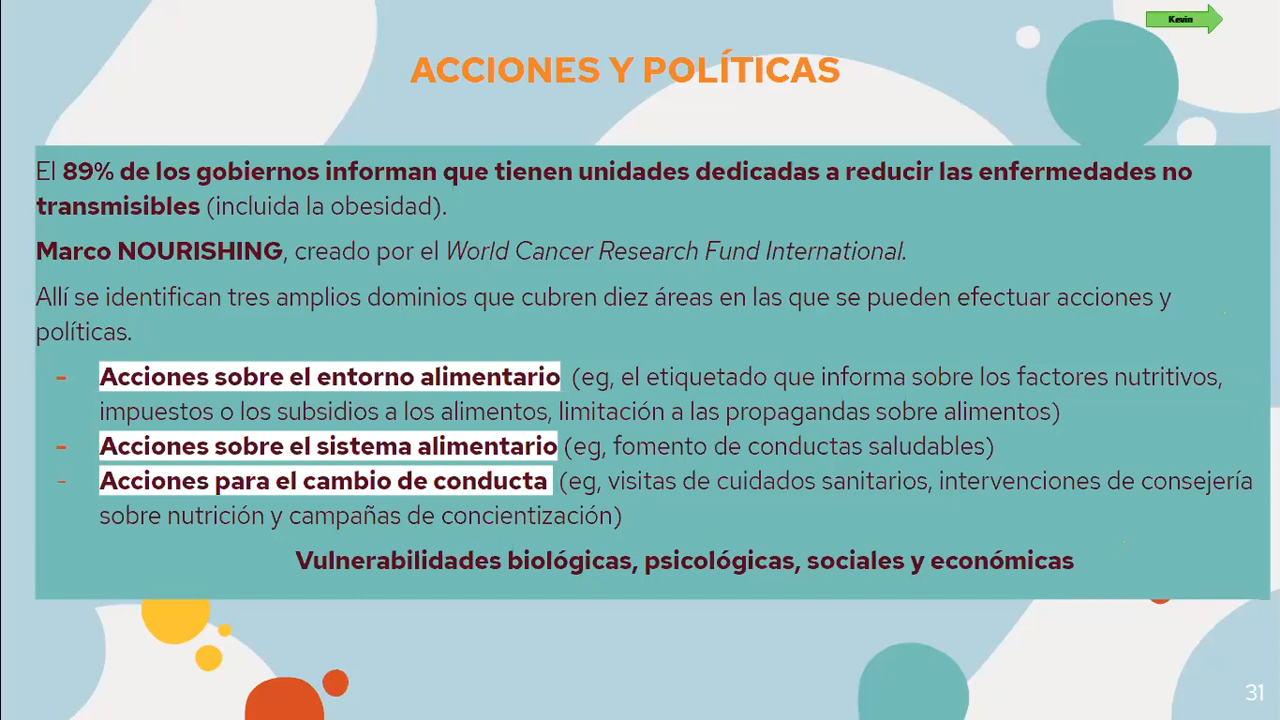 Kevin
ACCIONES Y POLÍTICAS
El 89% de los gobiernos informan que tienen unidades dedicadas a reducir las enfermedades no
transmisibles (incluida la obesidad).
Marco NOURISHING, creado por el World Cancer Research Fund International.
Allí se identifican tres amplios dominios que cubren diez áreas en las que se pueden efectuar acciones y
políticas.
- Acciones sobre el entorno alimentario (eg, el etiquetado que informa sobre los factores nutritivos,
impuestos o los subsidios a los alimentos, limitación a las propagandas sobre alimentos)
- Acciones sobre el sistema alimentario (eg, fomento de conductas saludables)
- Acciones para el cambio de conducta (eg, visitas de cuidados sanitarios, intervenciones de consejería
sobre nutrición y campañas de concientización)
Vulnerabilidades biológicas, psicológicas, sociales y económicas
31